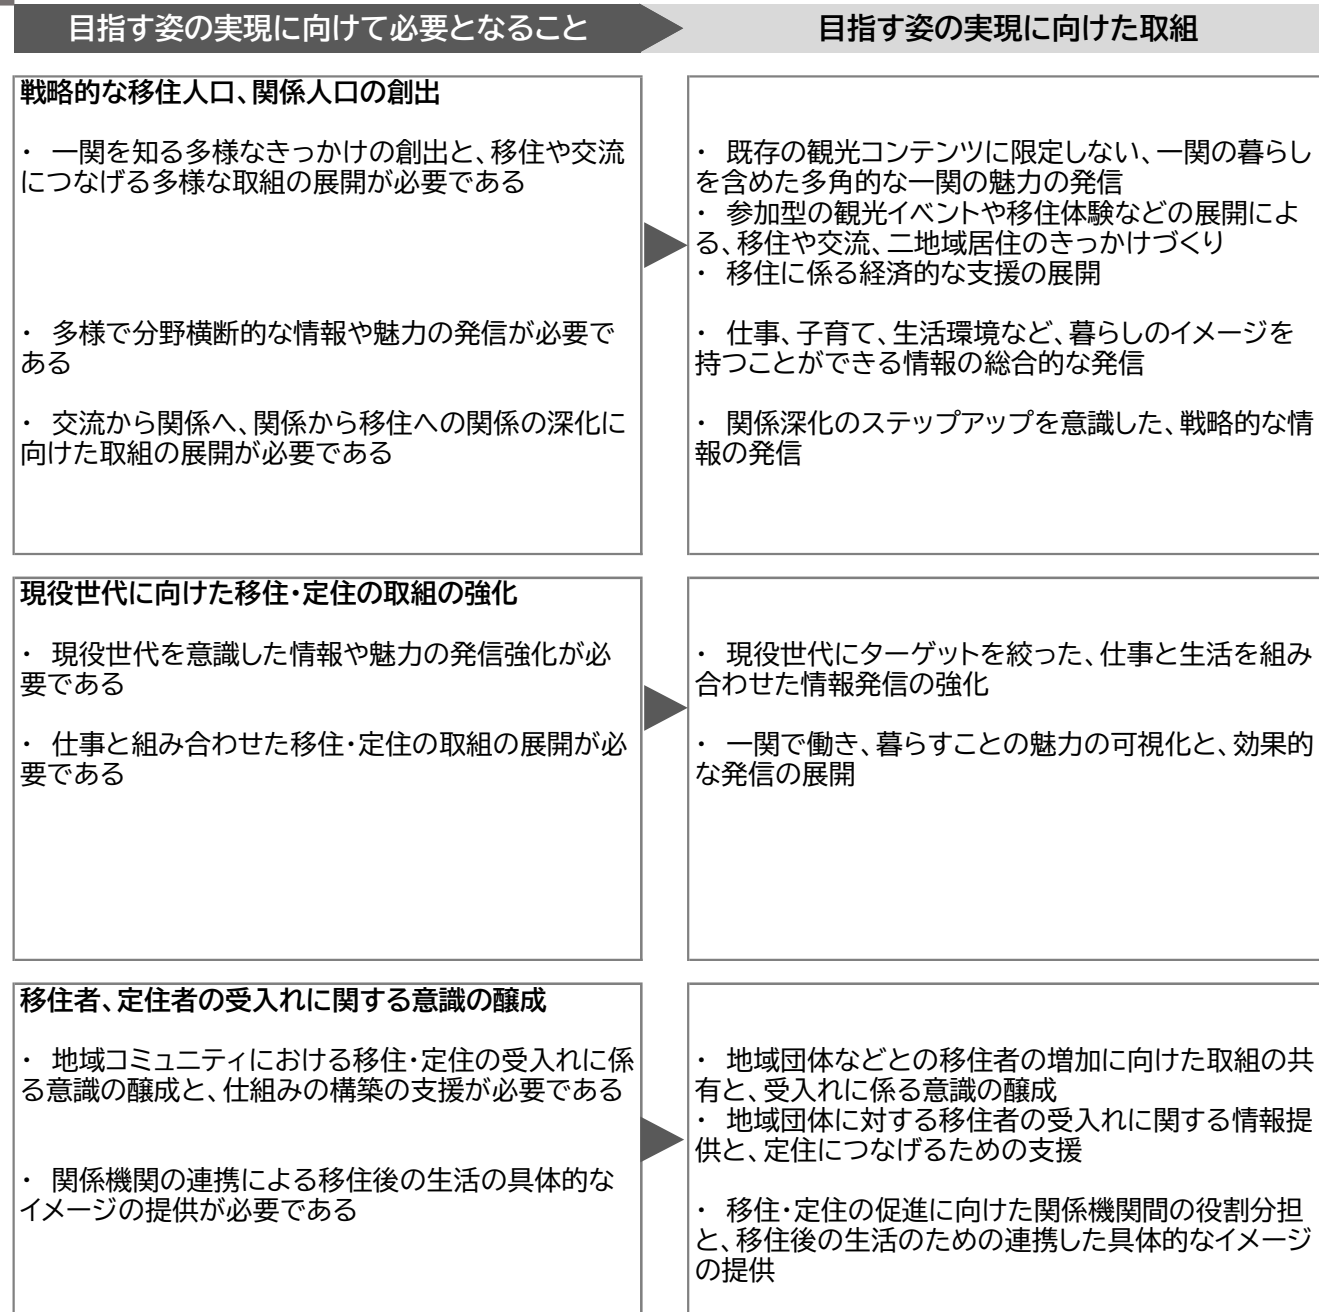 目指す姿の実現に向けて必要となること
目指す姿の実現に向けた取組
戦略的な移住人口、関係人口の創出
・ 一関を知る多様なきっかけの創出と、移住や交流
につなげる多様な取組の展開が必要である
・ 多様で分野横断的な情報や魅力の発信が必要で
ある
・ 交流から関係へ、関係から移住への関係の深化に
向けた取組の展開が必要である
・ 既存の観光コンテンツに限定しない、一関の暮らし
を含めた多角的な一関の魅力の発信
・ 参加型の観光イベントや移住体験などの展開によ
る、移住や交流、二地域居住のきっかけづくり
・ 移住に係る経済的な支援の展開
・ 仕事、子育て、生活環境など、暮らしのイメージを
持つことができる情報の総合的な発信
・ 関係深化のステップアップを意識した、戦略的な情
報の発信
現役世代に向けた移住・定住の取組の強化
・ 現役世代を意識した情報や魅力の発信強化が必
要である
・ 仕事と組み合わせた移住・定住の取組の展開が必
要である
・ 現役世代にターゲットを絞った、仕事と生活を組み
合わせた情報発信の強化
・ 一関で働き、暮らすことの魅力の可視化と、効果的
な発信の展開
移住者、定住者の受入れに関する意識の醸成
・ 地域コミュニティにおける移住・定住の受入れに係
る意識の醸成と、仕組みの構築の支援が必要である
・ 関係機関の連携による移住後の生活の具体的な
イメージの提供が必要である
・ 地域団体などとの移住者の増加に向けた取組の共
有と、受入れに係る意識の醸成
・ 地域団体に対する移住者の受入れに関する情報提
供と、定住につなげるための支援
・ 移住・定住の促進に向けた関係機関間の役割分担
と、移住後の生活のための連携した具体的なイメージ
の提供